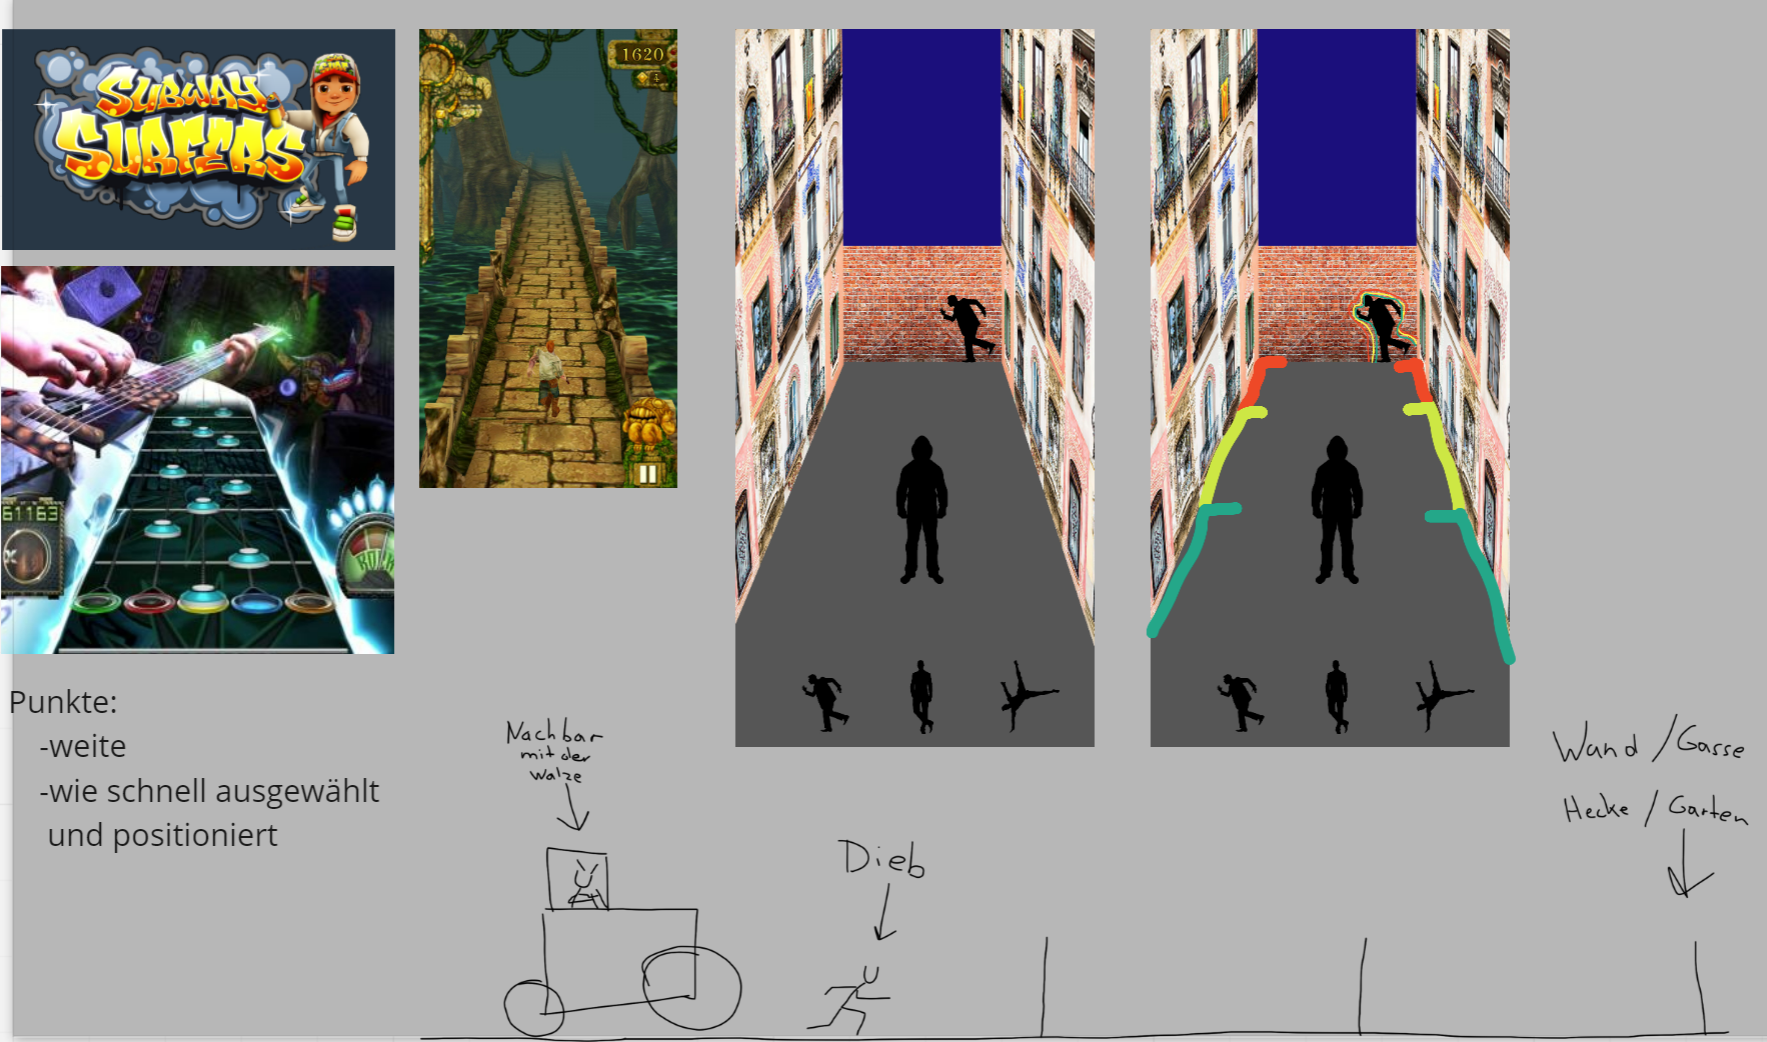 SUBWAY
SURFERS
1620
61163
ROCK
Punkte:
-weite
-wie schnell ausgewählt
und positioniert
Nachbar
mit der
Walze
Dieb
Wand / Gasse
Hecke / Garten